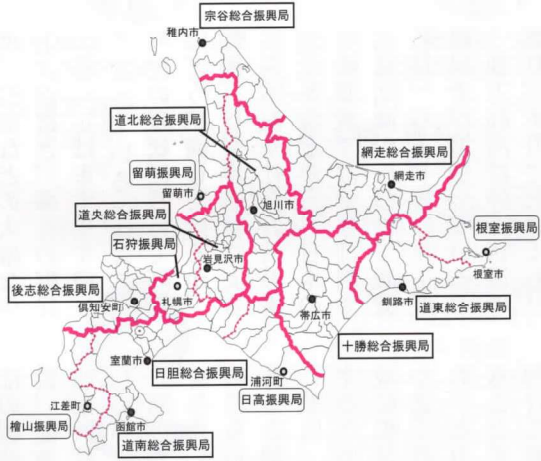 宗谷総合振興局
稚内市
道北総合振興局
網走総合振興局
留萌振興局
網走市
留萌市
旭川市
道央総合振興局
根室振興局
石狩振興局
岩見沢市
根室市
後志総合振興局
札幌市
釧路市
道東総合振興局
倶知安町
帯広市
十勝総合振興局
室蘭市
日胆総合振興局
浦河町
日高振興局
江差町
函館市
檜山振興局
道南総合振興局